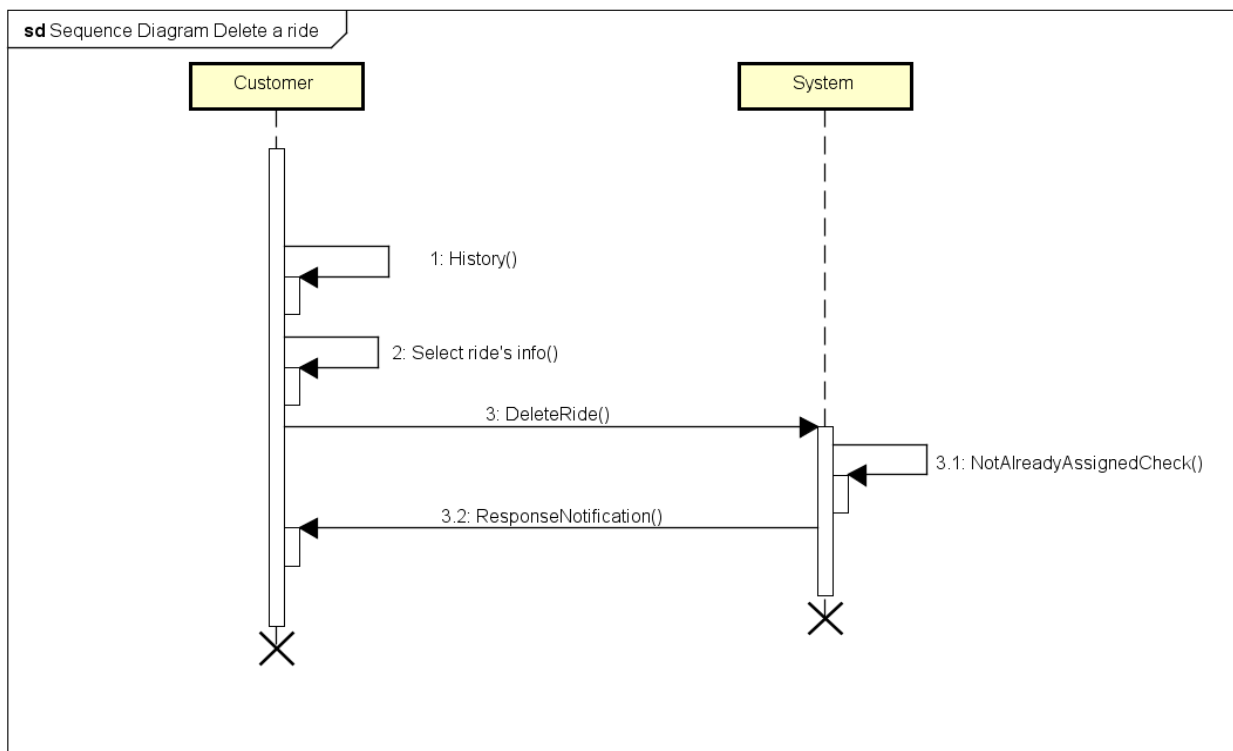 sd Sequence Diagram Delete a ride
Customer
System
1: History()
2: Select ride's info()
3: DeleteRide()
3.1: NotAlreadyAssignedCheck()
3.2: ResponseNotification()